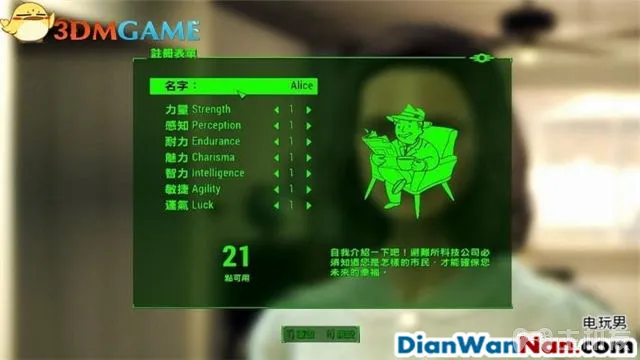 3DMGAME
註冊表單
名字： Alice
力量 Strength 1
感知 Perception 1
耐力 Endurance 1
魅力 Charisma 1
智力 Intelligence 1
敏捷 Agility 1
運氣 Luck 1
21
點可用
自我介紹一下吧！避難所科技公司必
須知道您是怎樣的市民，才能確保您
未來的幸福。
电玩男
DianWanNan.com